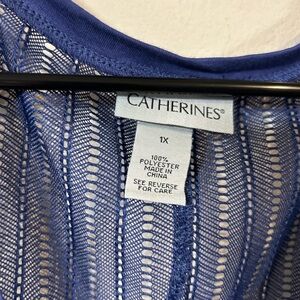 CATHERINES®
1X
100%
POLYESTER
MADE IN
CHINA
SEE REVERSE
FOR CARE